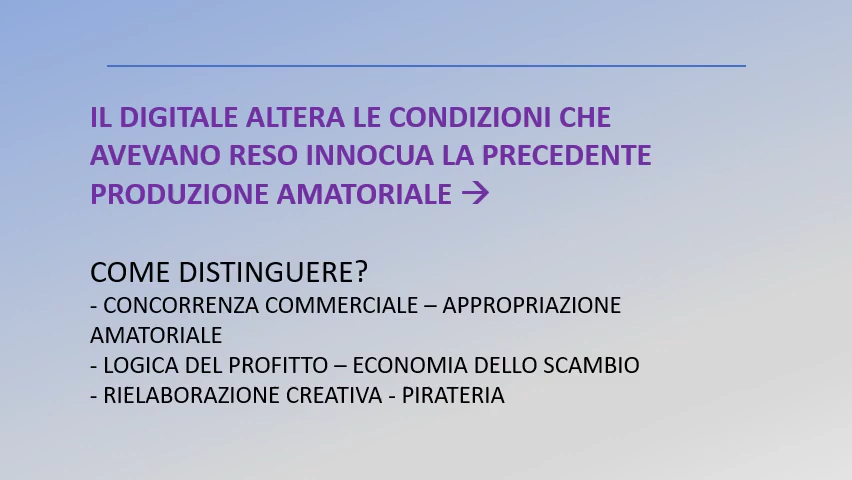 IL DIGITALE ALTERA LE CONDIZIONI CHE
AVEVANO RESO INNOCUA LA PRECEDENTE
PRODUZIONE AMATORIALE →
COME DISTINGUERE?
- CONCORRENZA COMMERCIALE – APPROPRIAZIONE
AMATORIALE
- LOGICA DEL PROFITTO – ECONOMIA DELLO SCAMBIO
- RIELABORAZIONE CREATIVA - PIRATERIA